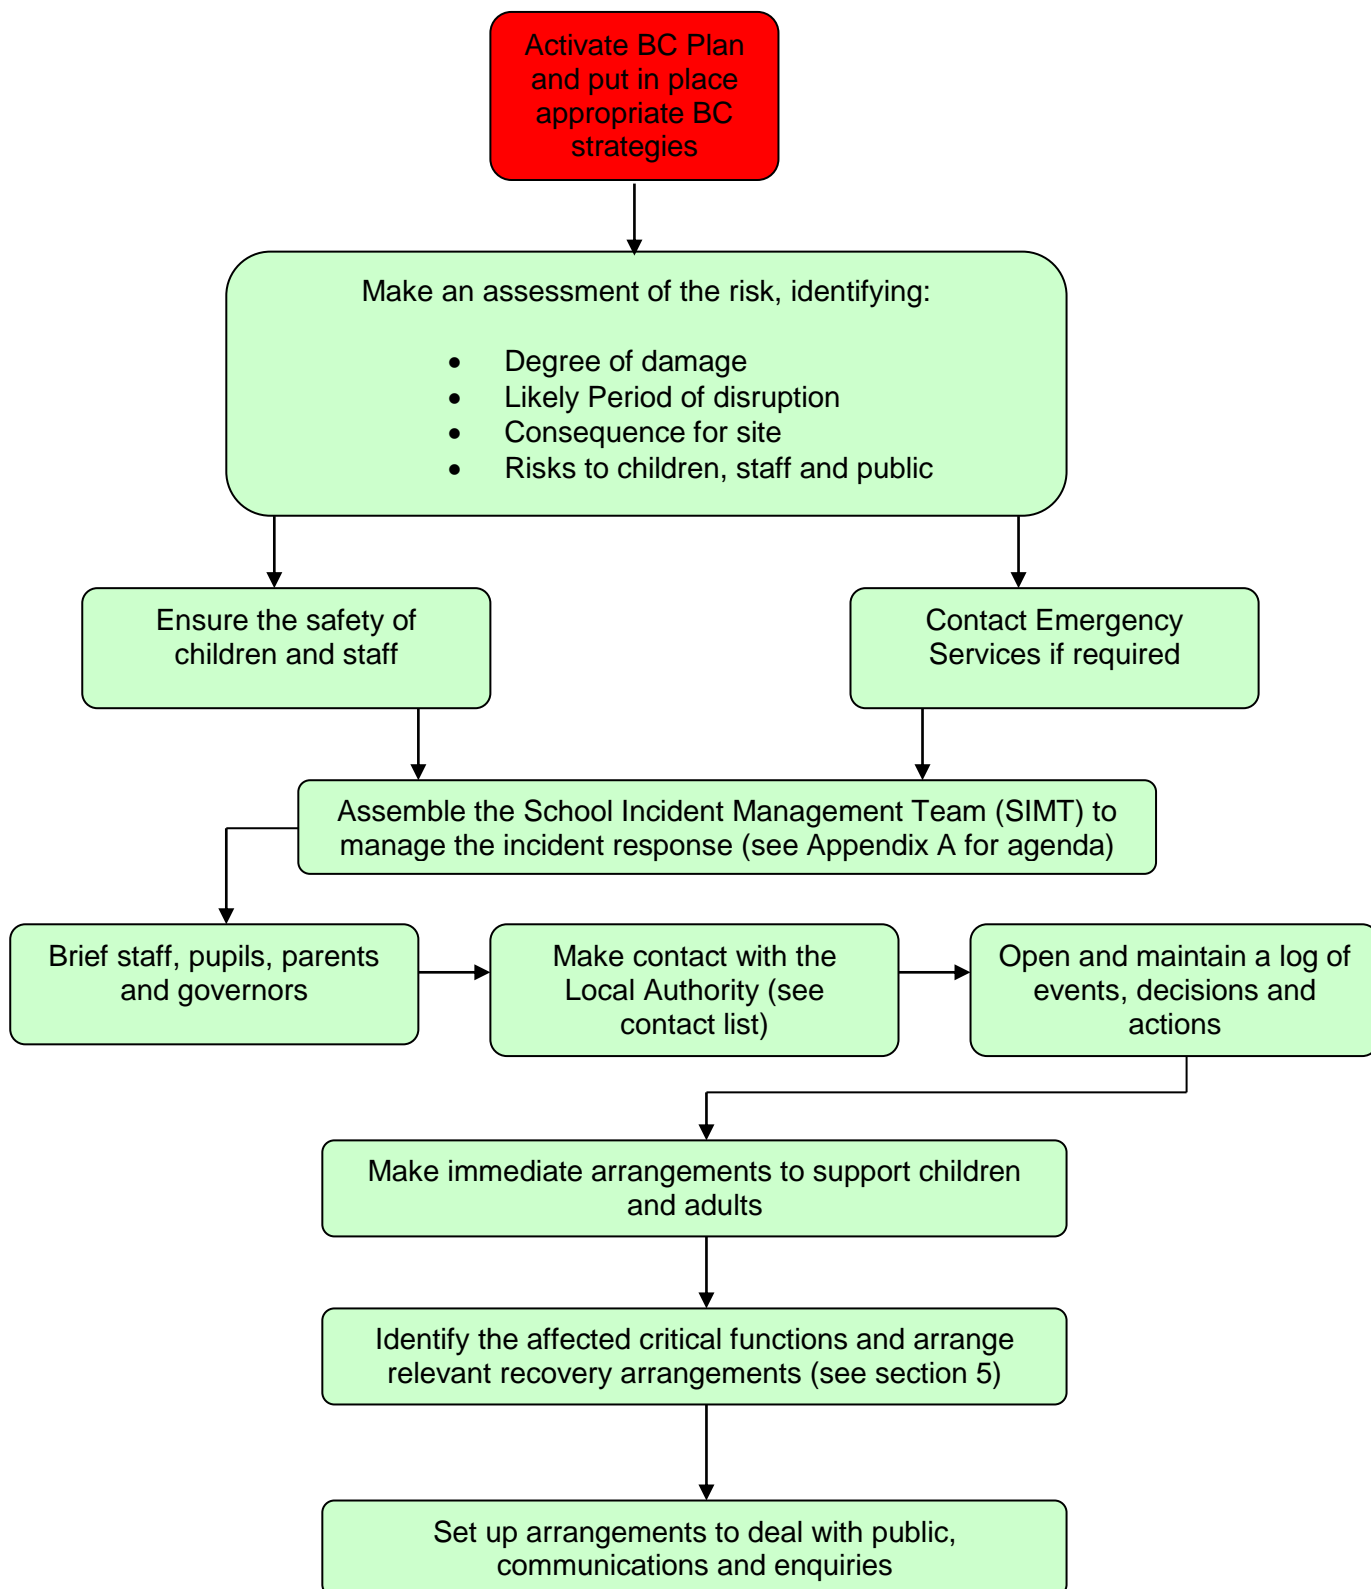 Activate BC Plan
and put in place
appropriate BC
strategies
Make an assessment of the risk, identifying:
• Degree of damage
• Likely Period of disruption
• Consequence for site
• Risks to children, staff and public
Ensure the safety of
children and staff
Contact Emergency
Services if required
Assemble the School Incident Management Team (SIMT) to
manage the incident response (see Appendix A for agenda)
Brief staff, pupils, parents
and governors
Make contact with the
Local Authority (see
contact list)
Open and maintain a log of
events, decisions and
actions
Make immediate arrangements to support children
and adults
Identify the affected critical functions and arrange
relevant recovery arrangements (see section 5)
Set up arrangements to deal with public,
communications and enquiries